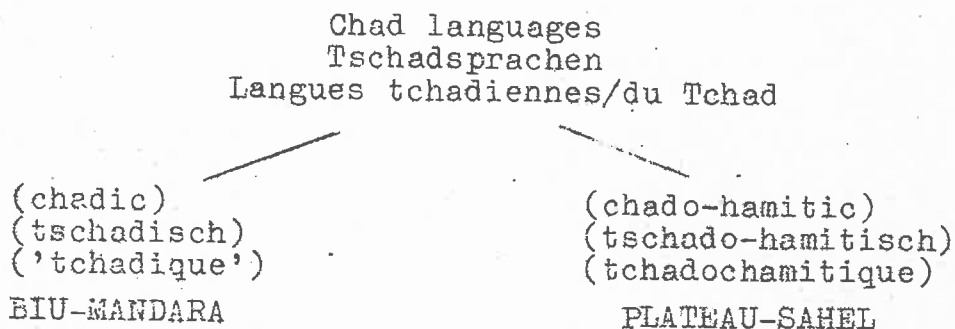 Chad languages
Tschadsprachen
Langues tchadiennes/du Tchad
(chadic)
(tschadisch)
('tchadique')
BIU-MANDARA
(chado-hamitic)
(tschado-hamitisch)
(tchadochamitique)
PLATEAU-SAHEL